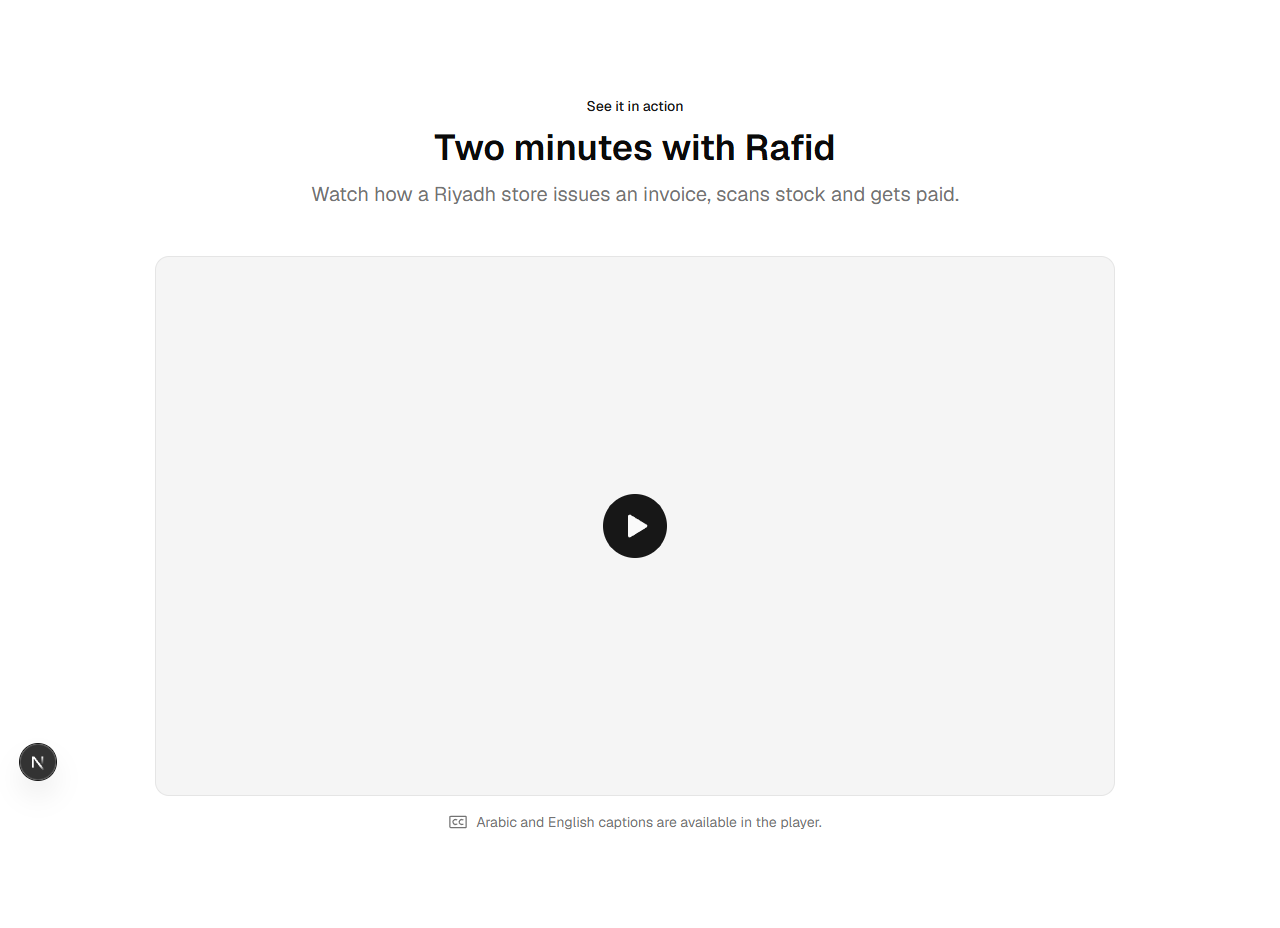 See it in action
Two minutes with Rafid
Watch how a Riyadh store issues an invoice, scans stock and gets paid.
N
CC Arabic and English captions are available in the player.